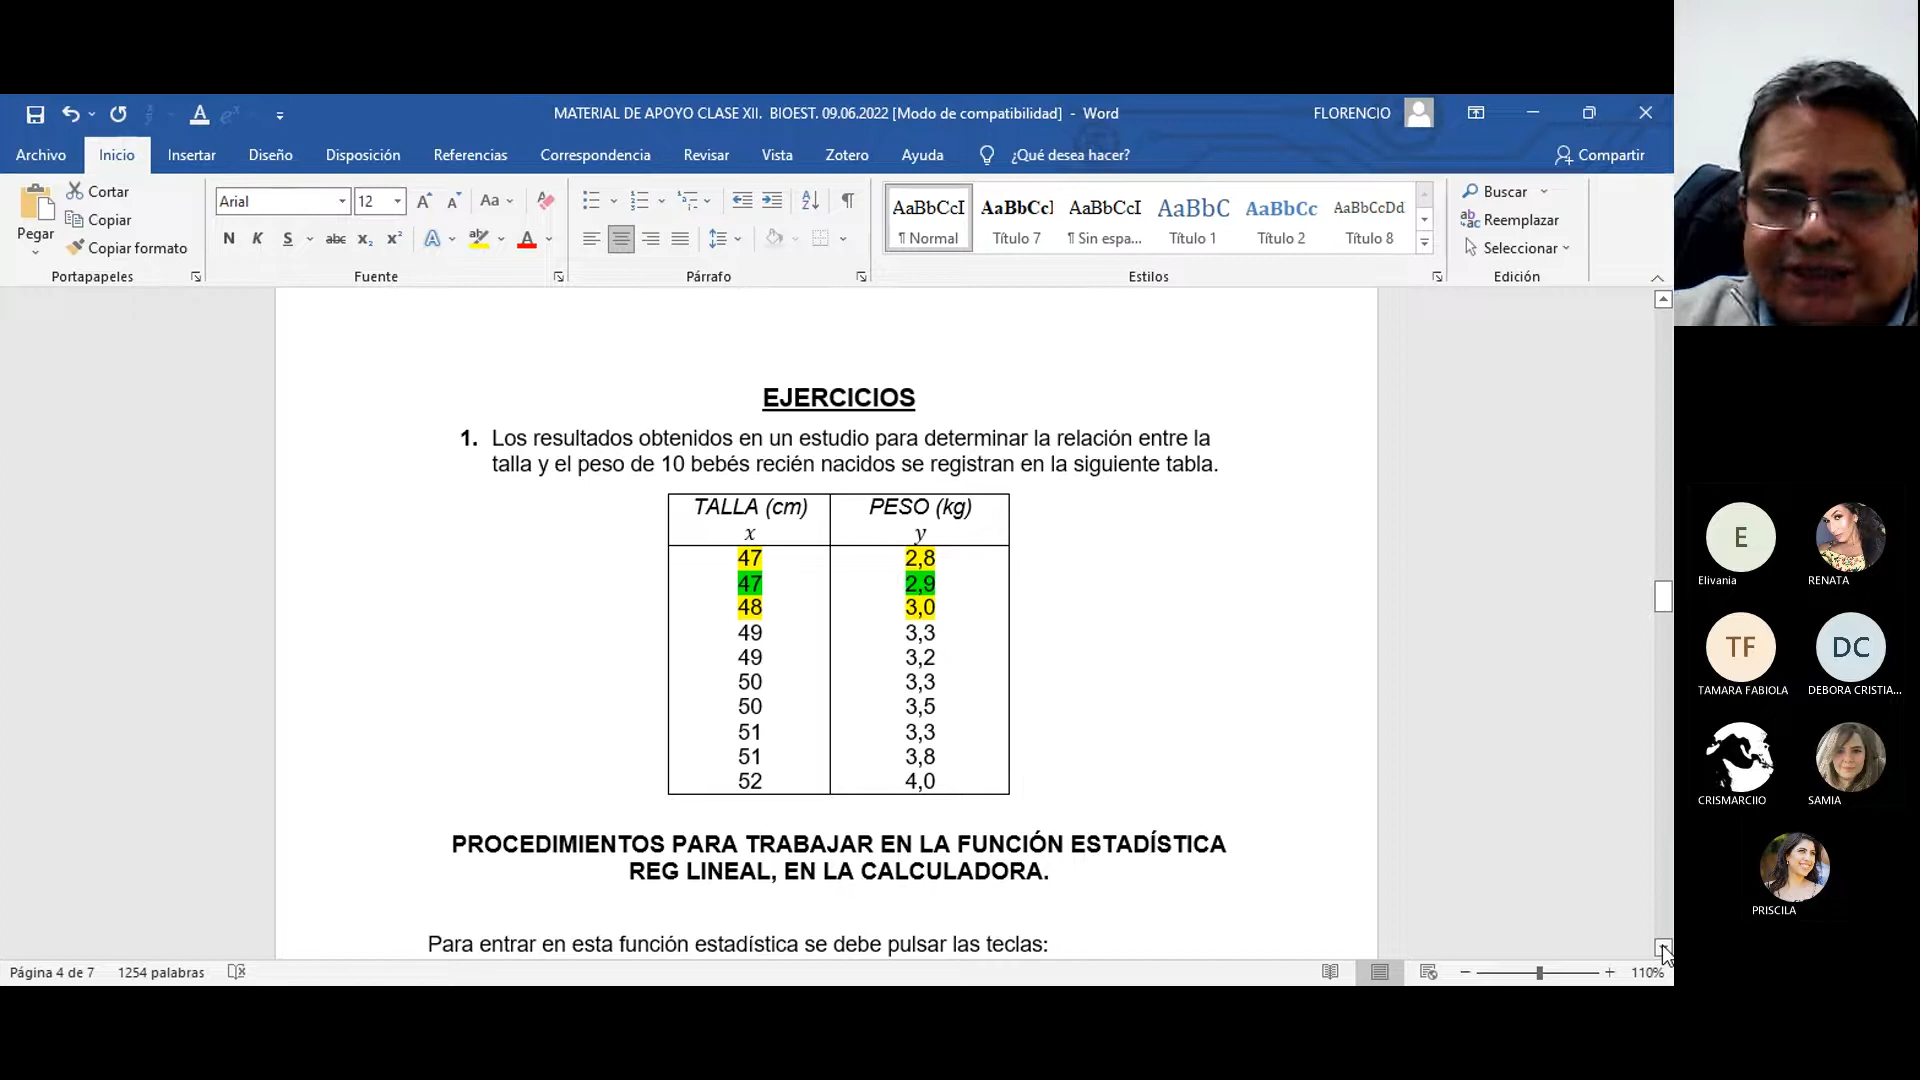 MATERIAL DE APOYO CLASE XII. BIOEST. 09.06.2022 [Modo de compatibilidad] - Word
FLORENCIO
Archivo Inicio Insertar Diseño Disposición Referencias Correspondencia Revisar Vista Zotero Ayuda ¿Qué desea hacer? Compartir
Pegar
Cortar
Copiar
Copiar formato
Portapapeles
Arial 12
Aa
N K S abc x₂ x²
Fuente
Párrafo
AaBbCcI AaBbCcI AaBbCcI AaBbC AaBbCc AaBbCcDd
¶ Normal Título 7 ¶ Sin espa... Título 1 Título 2 Título 8
Estilos
Buscar
Reemplazar
Seleccionar
Edición
EJERCICIOS
1. Los resultados obtenidos en un estudio para determinar la relación entre la
talla y el peso de 10 bebés recién nacidos se registran en la siguiente tabla.
TALLA (cm) PESO (kg)
x y
47 2,8
47 2,9
48 3,0
49 3,3
49 3,2
50 3,3
50 3,5
51 3,3
51 3,8
52 4,0
PROCEDIMIENTOS PARA TRABAJAR EN LA FUNCIÓN ESTADÍSTICA
REG LINEAL, EN LA CALCULADORA.
Para entrar en esta función estadística se debe pulsar las teclas:
Página 4 de 7 1254 palabras 110%
E
Elivania RENATA
TF DC
TAMARA FABIOLA DEBORA CRISTIA...
CRISMARCIIO SAMIA
PRISCILA